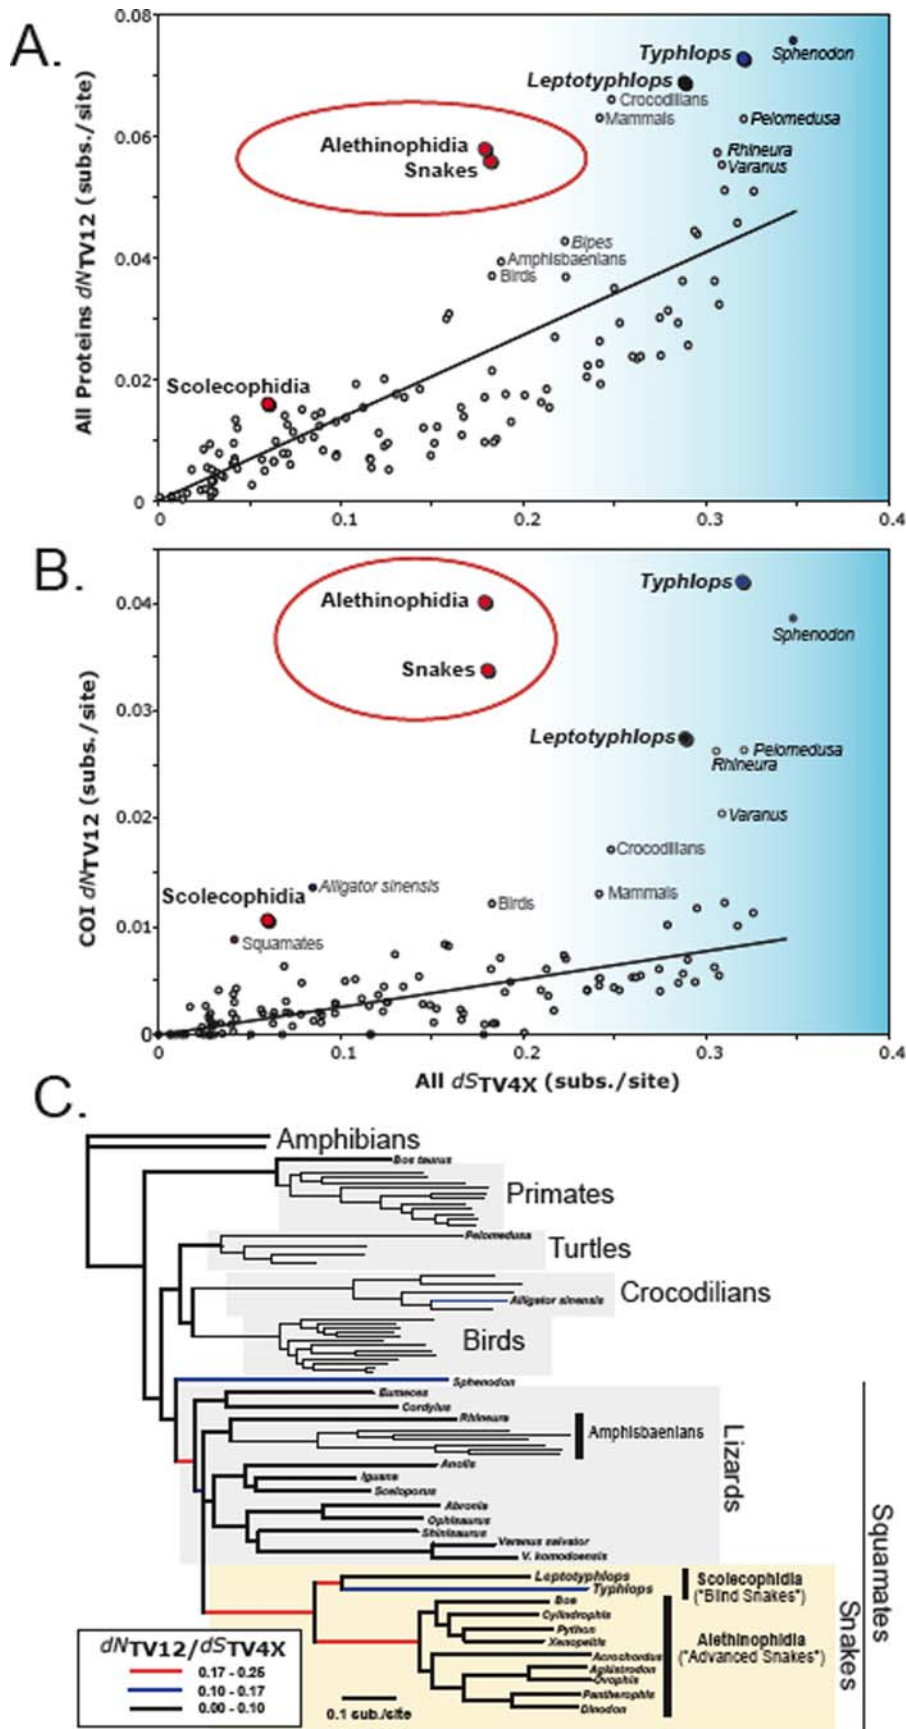 A.
0.08
0.06
0.04
0.02
0
All Proteins dNTV12 (subs./site)
Typhlops
Sphenodon
Leptotyphlops
Crocodilians
Mammals
Pelomedusa
Alethinophidia
Snakes
Rhineura
Varanus
Bipes
Amphisbaenians
Birds
Scolecophidia
0 0.1 0.2 0.3 0.4
B.
0.04
0.03
0.02
0.01
0
COI dNTV12 (subs./site)
Alethinophidia
Typhlops
Sphenodon
Snakes
Leptotyphlops
Pelomedusa
Rhineura
Varanus
Crocodilians
Alligator sinensis
Scolecophidia
Mammals
Birds
Squamates
0 0.1 0.2 0.3 0.4
All dSTV4X (subs./site)
C.
Amphibians
Bos taurus
Primates
Pelomedusa
Turtles
Alligator sinensis
Crocodilians
Birds
Sphenodon
Eumeces
Cordylus
Rhineura
Amphisbaenians
Anolis
Iguana
Sceloporus
Abronia
Ophisaurus
Shinisaurus
Varanus salvator
V. komodoensis
Lizards
Leptotyphlops
Typhlops
Scolecophidia
("Blind Snakes")
Boa
Cylindrophis
Python
Xenopeltis
Acrochordus
Agkistrodon
Ovophis
Pantherophis
Dinodon
Alethinophidia
("Advanced Snakes")
Snakes
Squamates
dNTV12/dSTV4X
0.17 - 0.25
0.10 - 0.17
0.00 - 0.10
0.1 sub./site